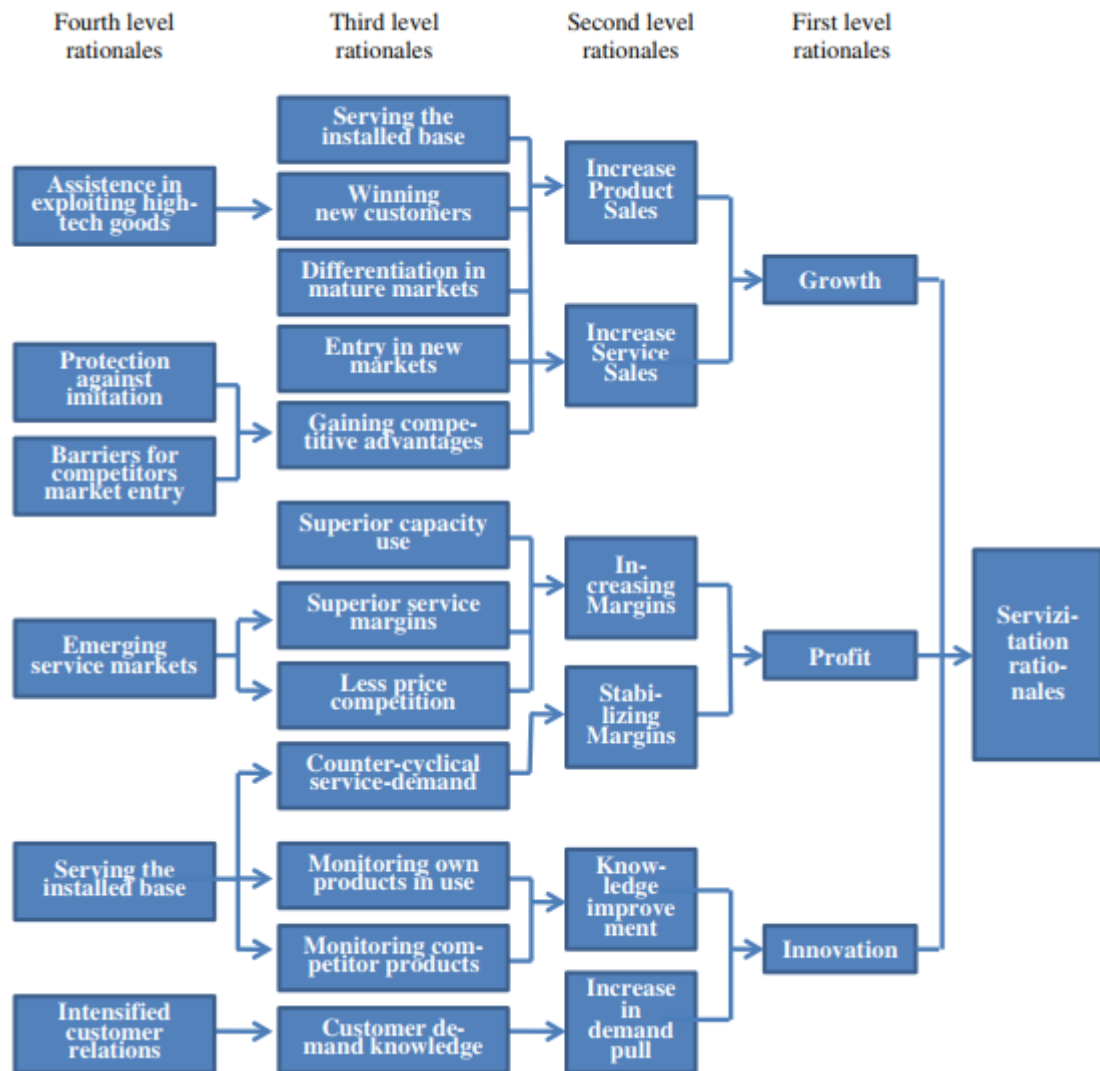 Fourth level
rationales
Third level
rationales
Second level
rationales
First level
rationales
Assistence in
exploiting high-
tech goods
Protection
against
imitation
Barriers for
competitors
market entry
Emerging
service markets
Serving the
installed base
Intensified
customer
relations
Serving the
installed base
Winning
new customers
Differentiation in
mature markets
Entry in new
markets
Gaining compe-
titive advantages
Superior capacity
use
Superior service
margins
Less price
competition
Counter-cyclical
service-demand
Monitoring own
products in use
Monitoring com-
petitor products
Customer de-
mand knowledge
Increase
Product
Sales
Increase
Service
Sales
In-
creasing
Margins
Stabi-
lizing
Margins
Know-
ledge
improve
ment
Increase
in
demand
pull
Growth
Profit
Innovation
Servizi-
tation
ratio-
nales